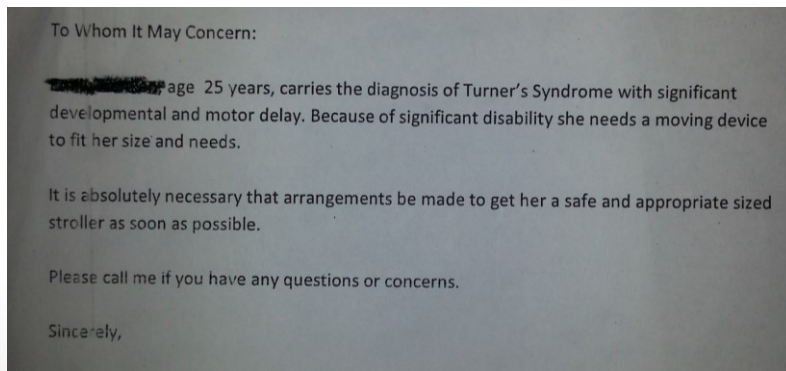 To Whom It May Concern:
age 25 years, carries the diagnosis of Turner's Syndrome with significant
developmental and motor delay. Because of significant disability she needs a moving device
to fit her size and needs.
It is absolutely necessary that arrangements be made to get her a safe and appropriate sized
stroller as soon as possible.
Please call me if you have any questions or concerns.
Sincerely,